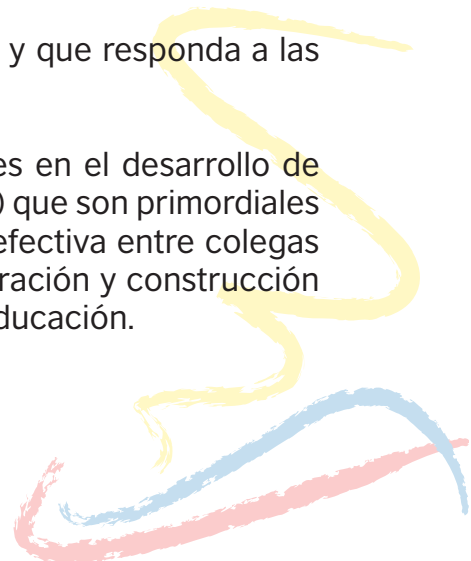 y que responda a las
es en el desarrollo de
) que son primordiales
efectiva entre colegas
ración y construcción
ducación.